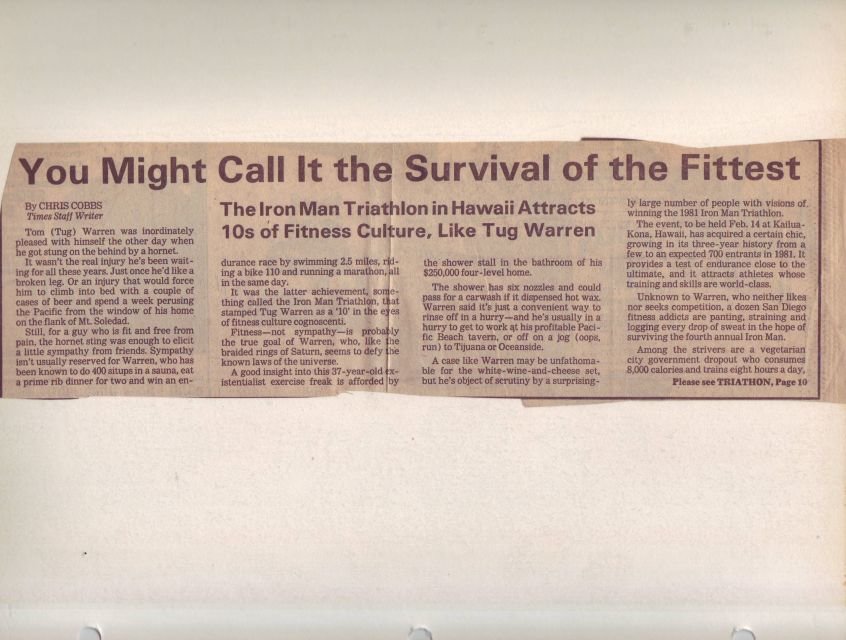 You Might Call It the Survival of the Fittest
By CHRIS COBBS
Times Staff Writer
Tom (Tug) Warren was inordinately
pleased with himself the other day when
he got stung on the behind by a hornet.
It wasn't the real injury he's been wait-
ing for all these years. Just once he'd like a
broken leg. Or an injury that would force
him to climb into bed with a couple of
cases of beer and spend a week perusing
the Pacific from the window of his home
on the flank of Mt. Soledad.
Still, for a guy who is fit and free from
pain, the hornet sting was enough to elicit
a little sympathy from friends. Sympathy
isn't usually reserved for Warren, who has
been known to do 400 situps in a sauna, eat
a prime rib dinner for two and win an en-
The Iron Man Triathlon in Hawaii Attracts
10s of Fitness Culture, Like Tug Warren
durance race by swimming 2.5 miles, rid-
ing a bike 110 and running a marathon, all
in the same day.
It was the latter achievement, some-
thing called the Iron Man Triathlon, that
stamped Tug Warren as a '10' in the eyes
of fitness culture cognoscenti.
Fitness—not sympathy—is probably
the true goal of Warren, who, like the
braided rings of Saturn, seems to defy the
known laws of the universe.
A good insight into this 37-year-old ex-
istentialist exercise freak is afforded by
the shower stall in the bathroom of his
$250,000 four-level home.
The shower has six nozzles and could
pass for a carwash if it dispensed hot wax.
Warren said it's just a convenient way to
rinse off in a hurry—and he's usually in a
hurry to get to work at his profitable Paci-
fic Beach tavern, or off on a jog (oops,
run) to Tijuana or Oceanside.
A case like Warren may be unfathoma-
ble for the white-wine-and-cheese set,
but he's object of scrutiny by a surprising-
ly large number of people with visions of
winning the 1981 Iron Man Triathlon.
The event, to be held Feb. 14 at Kailua-
Kona, Hawaii, has acquired a certain chic,
growing in its three-year history from a
few to an expected 700 entrants in 1981. It
provides a test of endurance close to the
ultimate, and it attracts athletes whose
training and skills are world-class.
Unknown to Warren, who neither likes
nor seeks competition, a dozen San Diego
fitness addicts are panting, straining and
logging every drop of sweat in the hope of
surviving the fourth annual Iron Man.
Among the strivers are a vegetarian
city government dropout who consumes
8,000 calories and trains eight hours a day,
Please see TRIATHON, Page 10